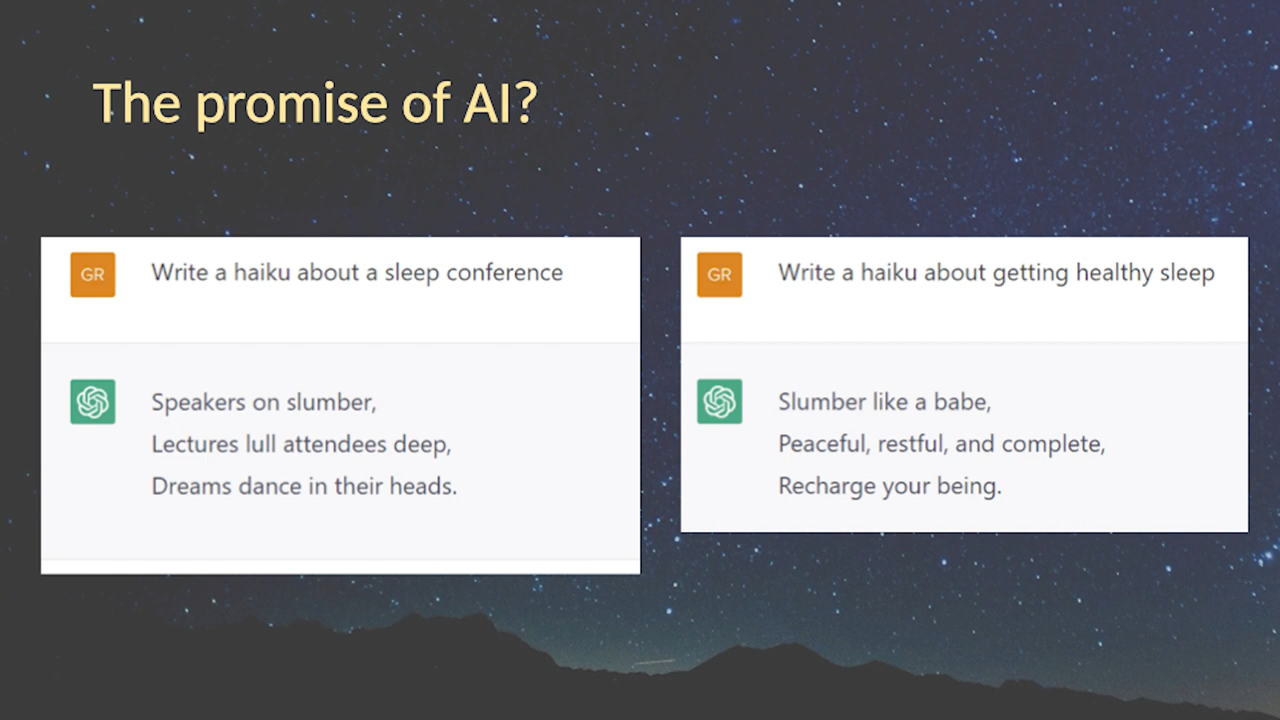 The promise of AI?
GR
Write a haiku about a sleep conference
Speakers on slumber,
Lectures lull attendees deep,
Dreams dance in their heads.
GR
Write a haiku about getting healthy sleep
Slumber like a babe,
Peaceful, restful, and complete,
Recharge your being.